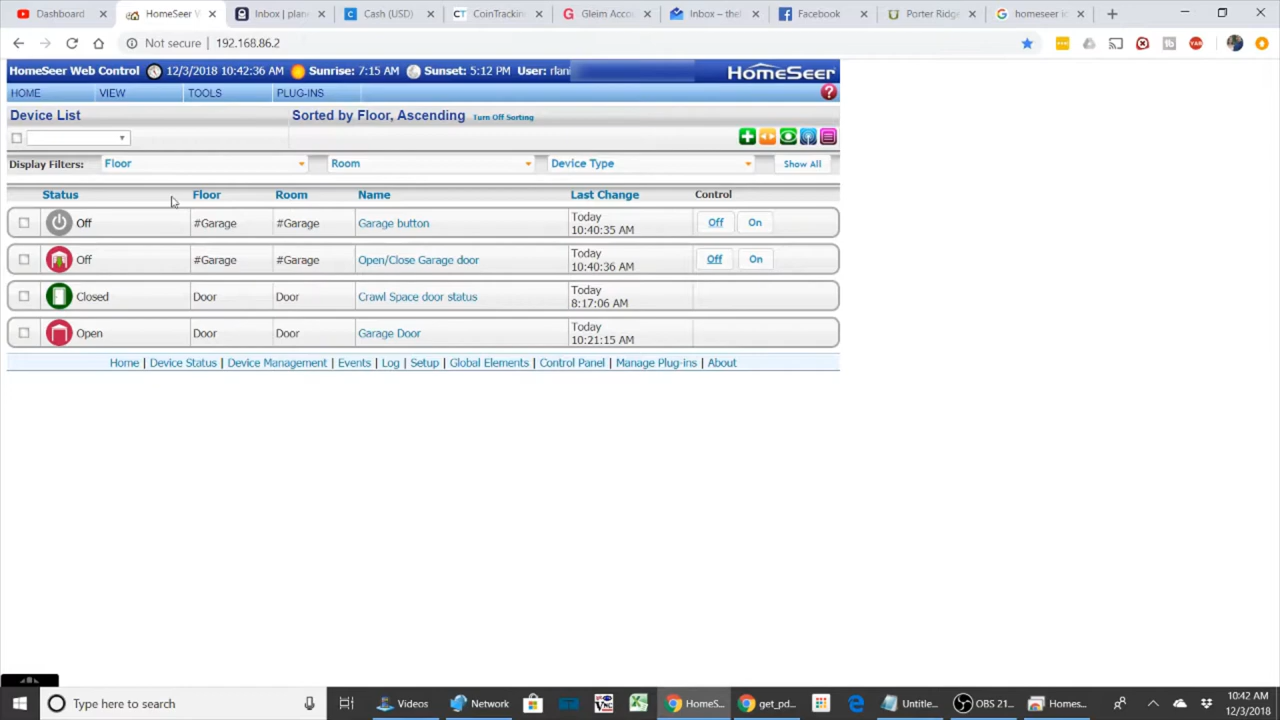 Dashboard
HomeSeer W
Inbox | plan
Cash (USD)
CoinTracking
Gleim Acco
Inbox – the
Facebook
Porter Ridg
homeseer i
Not secure | 192.168.86.2
HomeSeer Web Control 12/3/2018 10:42:36 AM Sunrise: 7:15 AM Sunset: 5:12 PM User: rlan
HomeSeer
HOME VIEW TOOLS PLUG-INS
Device List Sorted by Floor, Ascending Turn Off Sorting
Display Filters: Floor Room Device Type Show All
Status Floor Room Name Last Change Control
Off #Garage #Garage Garage button Today 10:40:35 AM Off On
Off #Garage #Garage Open/Close Garage door Today 10:40:36 AM Off On
Closed Door Door Crawl Space door status Today 8:17:06 AM
Open Door Door Garage Door Today 10:21:15 AM
Home | Device Status | Device Management | Events | Log | Setup | Global Elements | Control Panel | Manage Plug-ins | About
Type here to search
Videos
Network
HomeS...
get_pd...
Untitle...
OBS 21...
Homes...
10:42 AM
12/3/2018